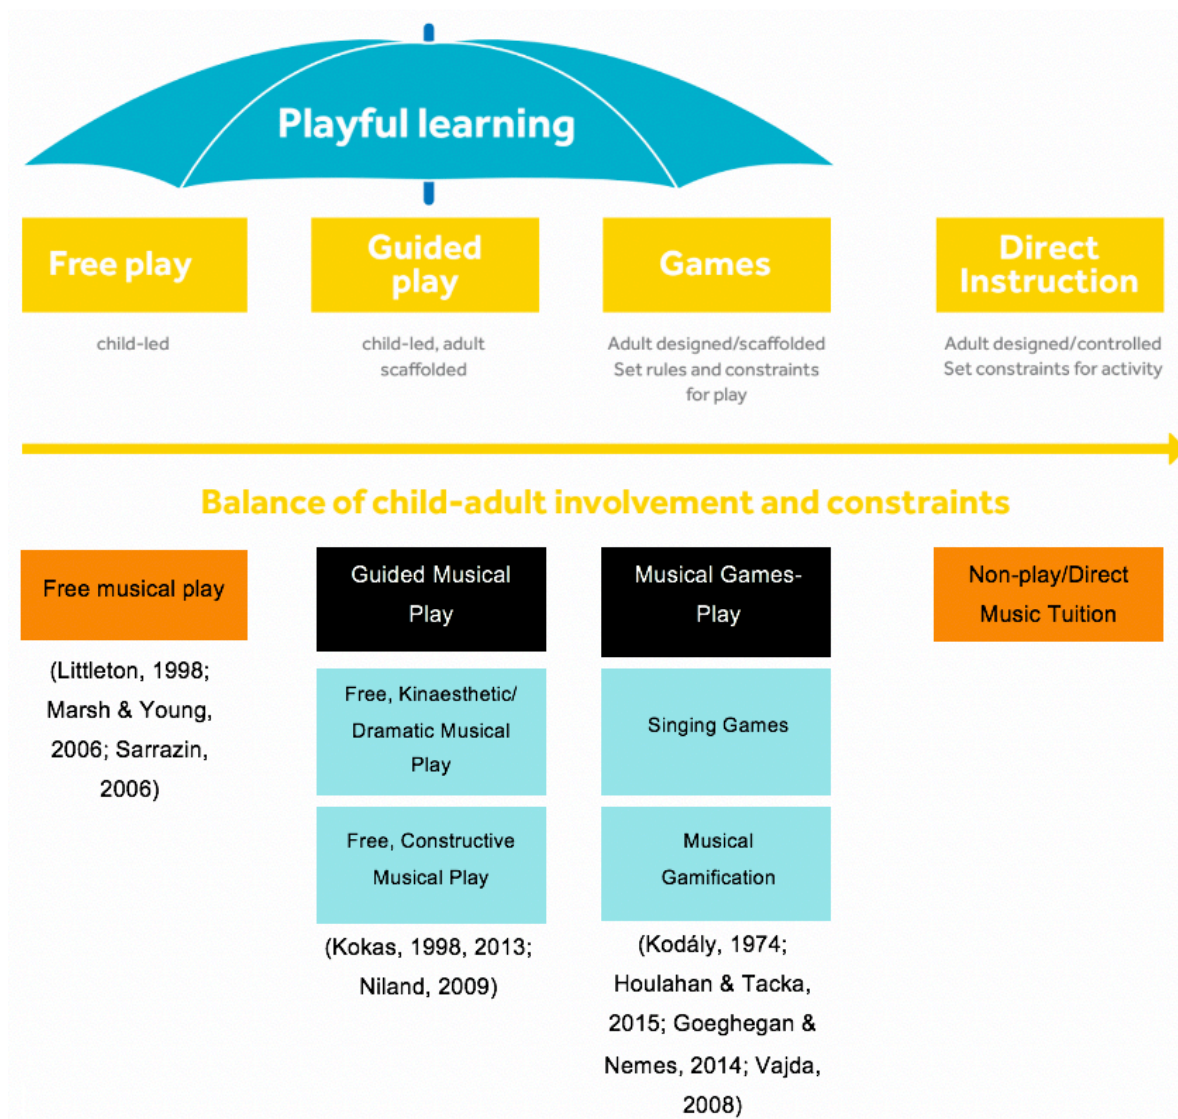 Playful learning
Free play
Guided
play
Games
Direct
Instruction
child-led
child-led, adult
scaffolded
Adult designed/scaffolded
Set rules and constraints
for play
Adult designed/controlled
Set constraints for activity
Balance of child-adult involvement and constraints
Free musical play
(Littleton, 1998;
Marsh & Young,
2006; Sarrazin,
2006)
Guided Musical
Play
Free, Kinaesthetic/
Dramatic Musical
Play
Free, Constructive
Musical Play
(Kokas, 1998, 2013;
Niland, 2009)
Musical Games-
Play
Singing Games
Musical
Gamification
(Kodály, 1974;
Houlahan & Tacka,
2015; Goeghegan &
Nemes, 2014; Vajda,
2008)
Non-play/Direct
Music Tuition